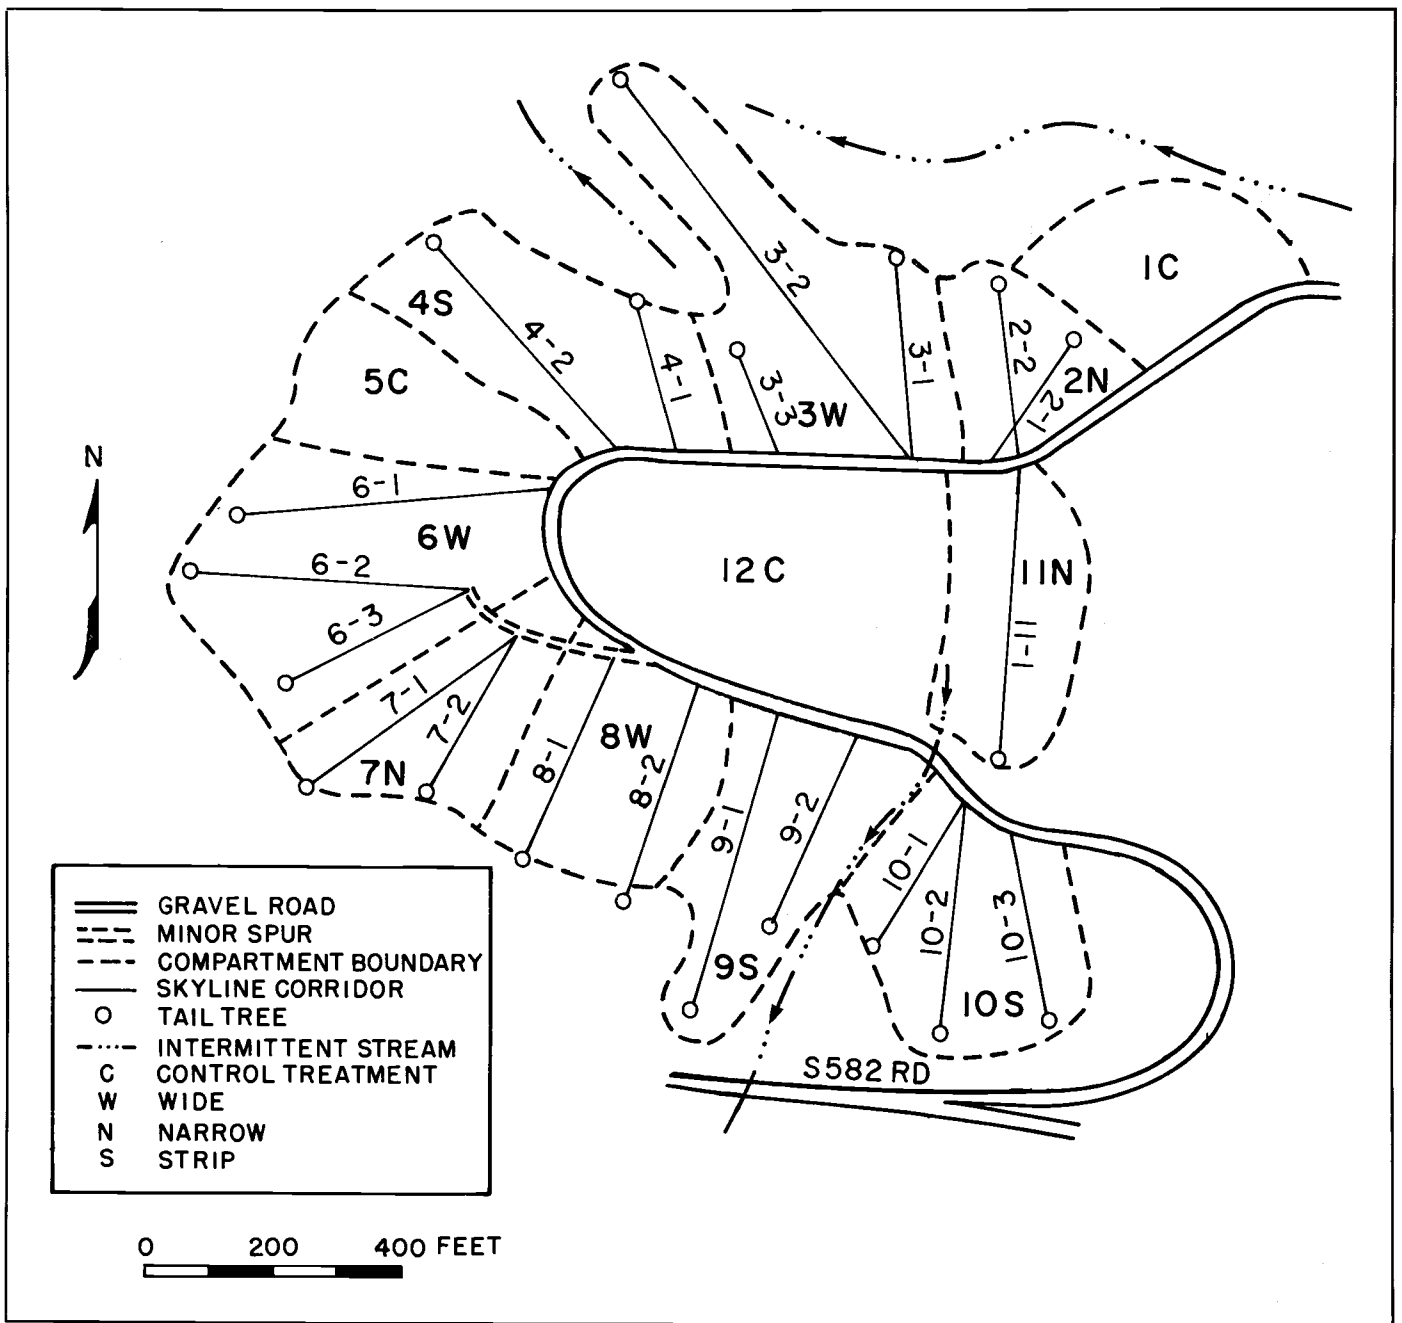 1C
3-2
4S
4-2
3-1
2-2
2N
2-1
5C
4-1
3-3
3W
N
6-1
6W
12C
11N
6-2
6-3
11-1
7-1
7-2
8W
8-1
7N
8-2
9-1
9-2
10-1
10-2
10-3
9S
10S
S582 RD
GRAVEL ROAD
MINOR SPUR
COMPARTMENT BOUNDARY
SKYLINE CORRIDOR
TAIL TREE
INTERMITTENT STREAM
C CONTROL TREATMENT
W WIDE
N NARROW
S STRIP
0 200 400 FEET